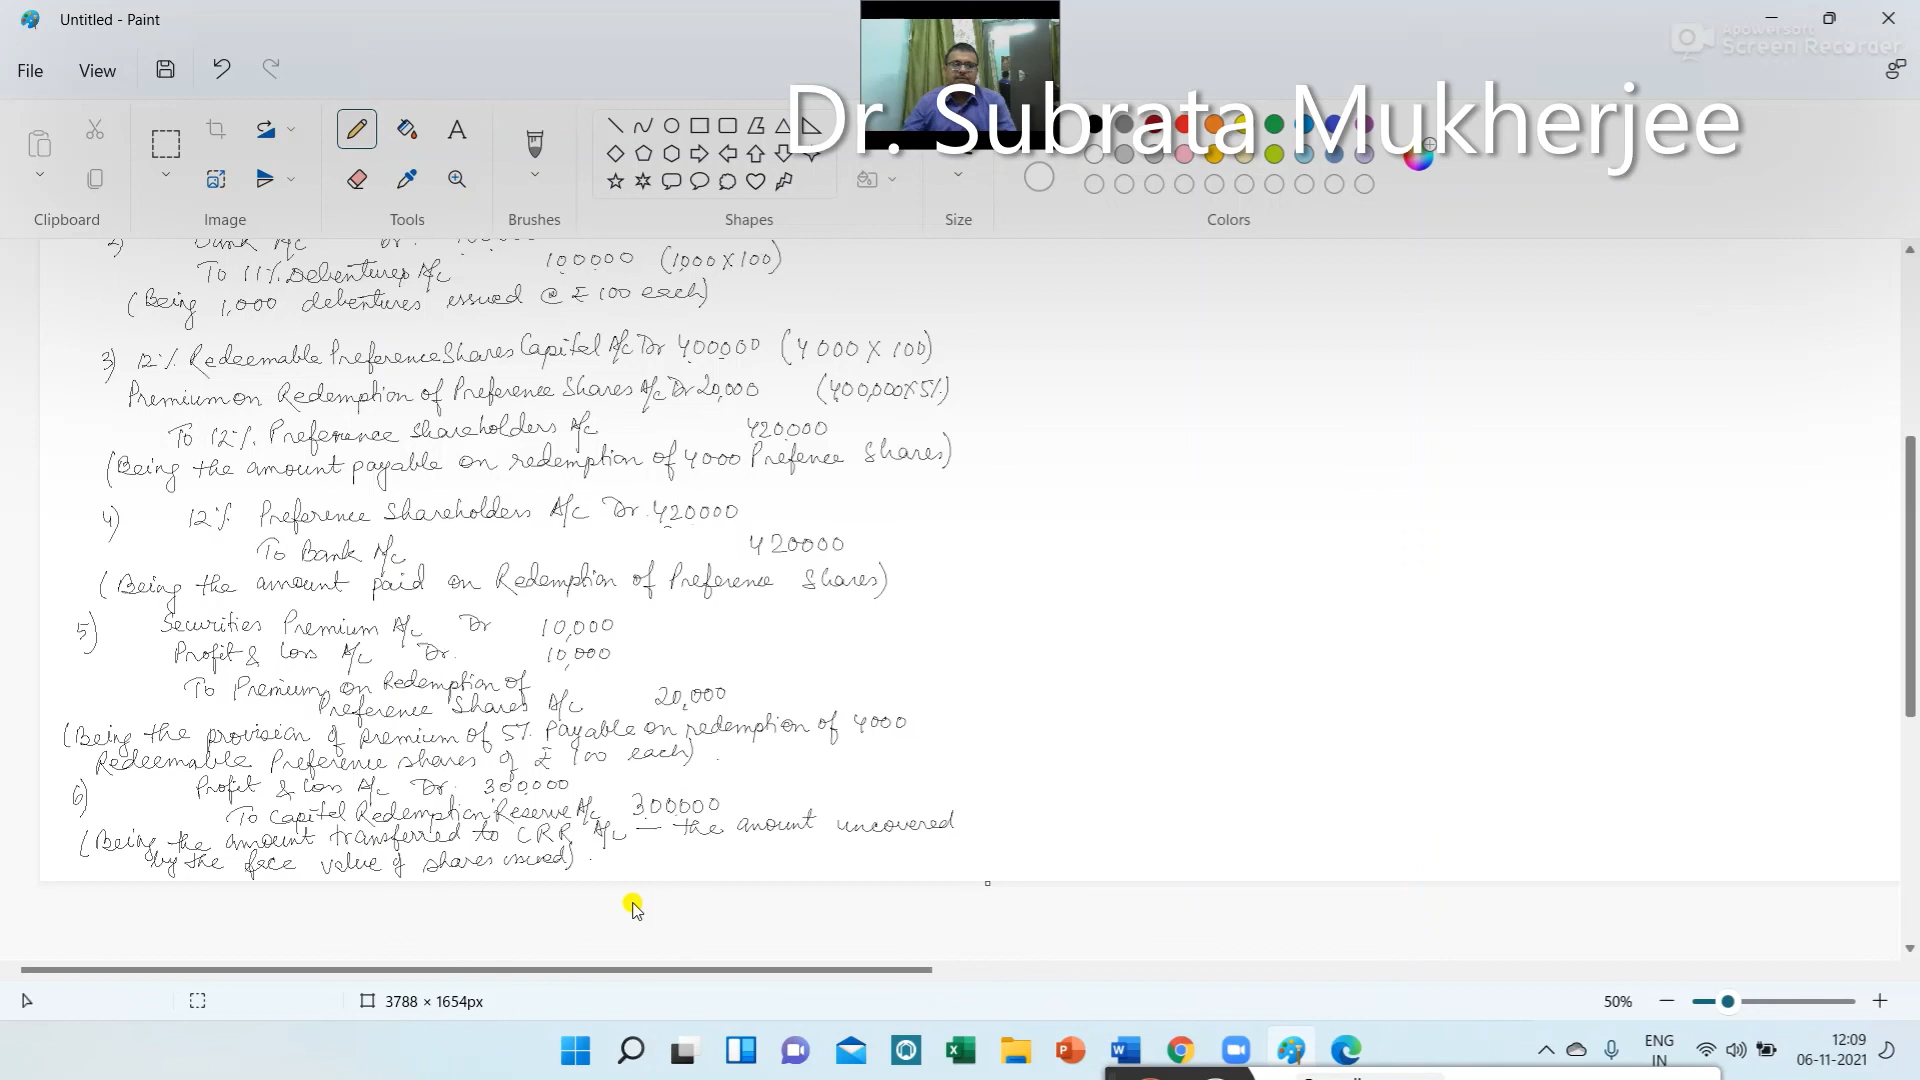 Untitled - Paint
Apowersoft
Screen Recorder
File
View
Dr. Subrata Mukherjee
Clipboard
Image
Tools
Brushes
Shapes
Size
Colors
2) Bank A/c Dr.
To 11% Debentures A/c 100000 (1000 X 100)
(Being 1,000 debentures issued @ ₹ 100 each)
3) 12% Redeemable Preference Shares Capital A/c Dr 400000 (4000 X 100)
Premium on Redemption of Preference Shares A/c Dr 20,000 (400,000X5%)
To 12% Preference Shareholders A/c 420000
(Being the amount payable on redemption of 4000 Prefence Shares)
4) 12% Preference Shareholders A/c Dr. 420000
To Bank A/c 420000
(Being the amount paid on Redemption of Preference Shares)
5) Securities Premium A/c Dr 10,000
Profit & Loss A/c Dr. 10,000
To Premium on Redemption of
Preference Shares A/c 20,000
(Being the provision of premium of 5% Payable on redemption of 4000
Redeemable Preference shares of ₹ 100 each).
6) Profit & Loss A/c Dr. 300000
To Capital Redemption Reserve A/c 300000
(Being the amount transferred to CRR A/c — the amount uncovered
by the face value of shares issued).
3788 × 1654px
50%
ENG
IN
12:09
06-11-2021